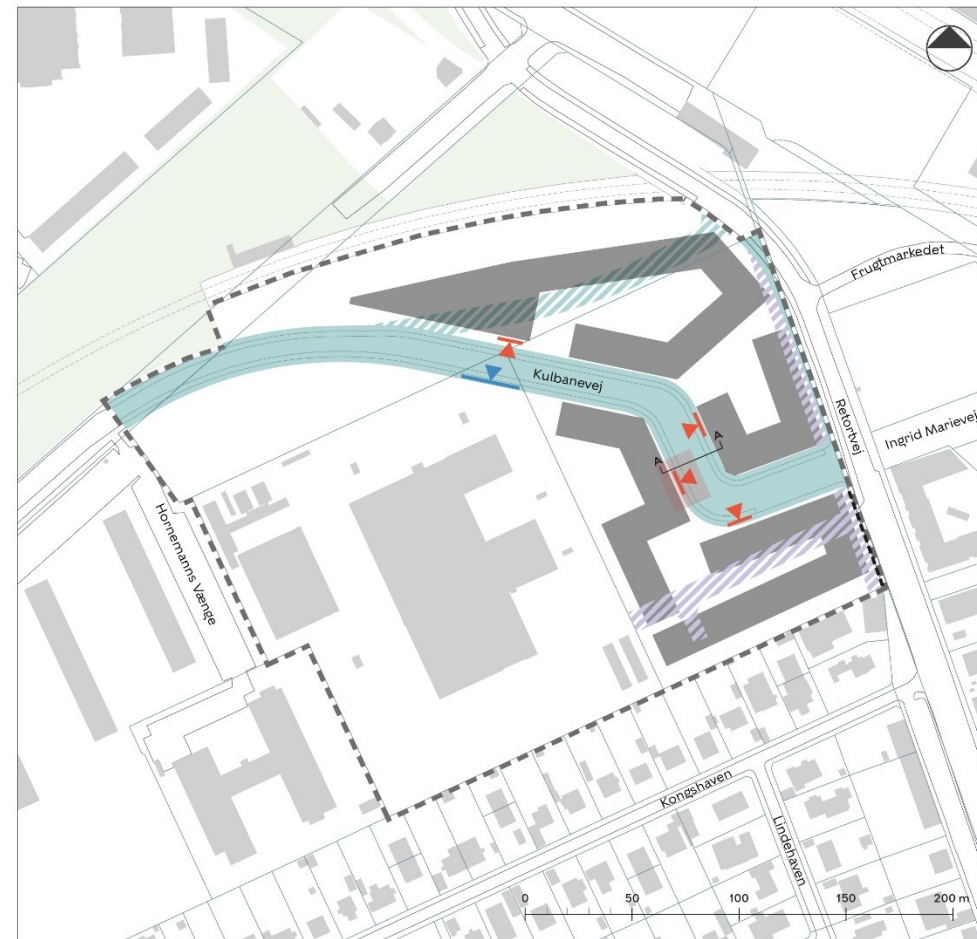 Frugtmarkedet
Kulbanevej
Retortvej
Ingrid Marievej
A
A
Hornemanns Vænge
Kongshaven
Lindehaven
0 50 100 150 200 m